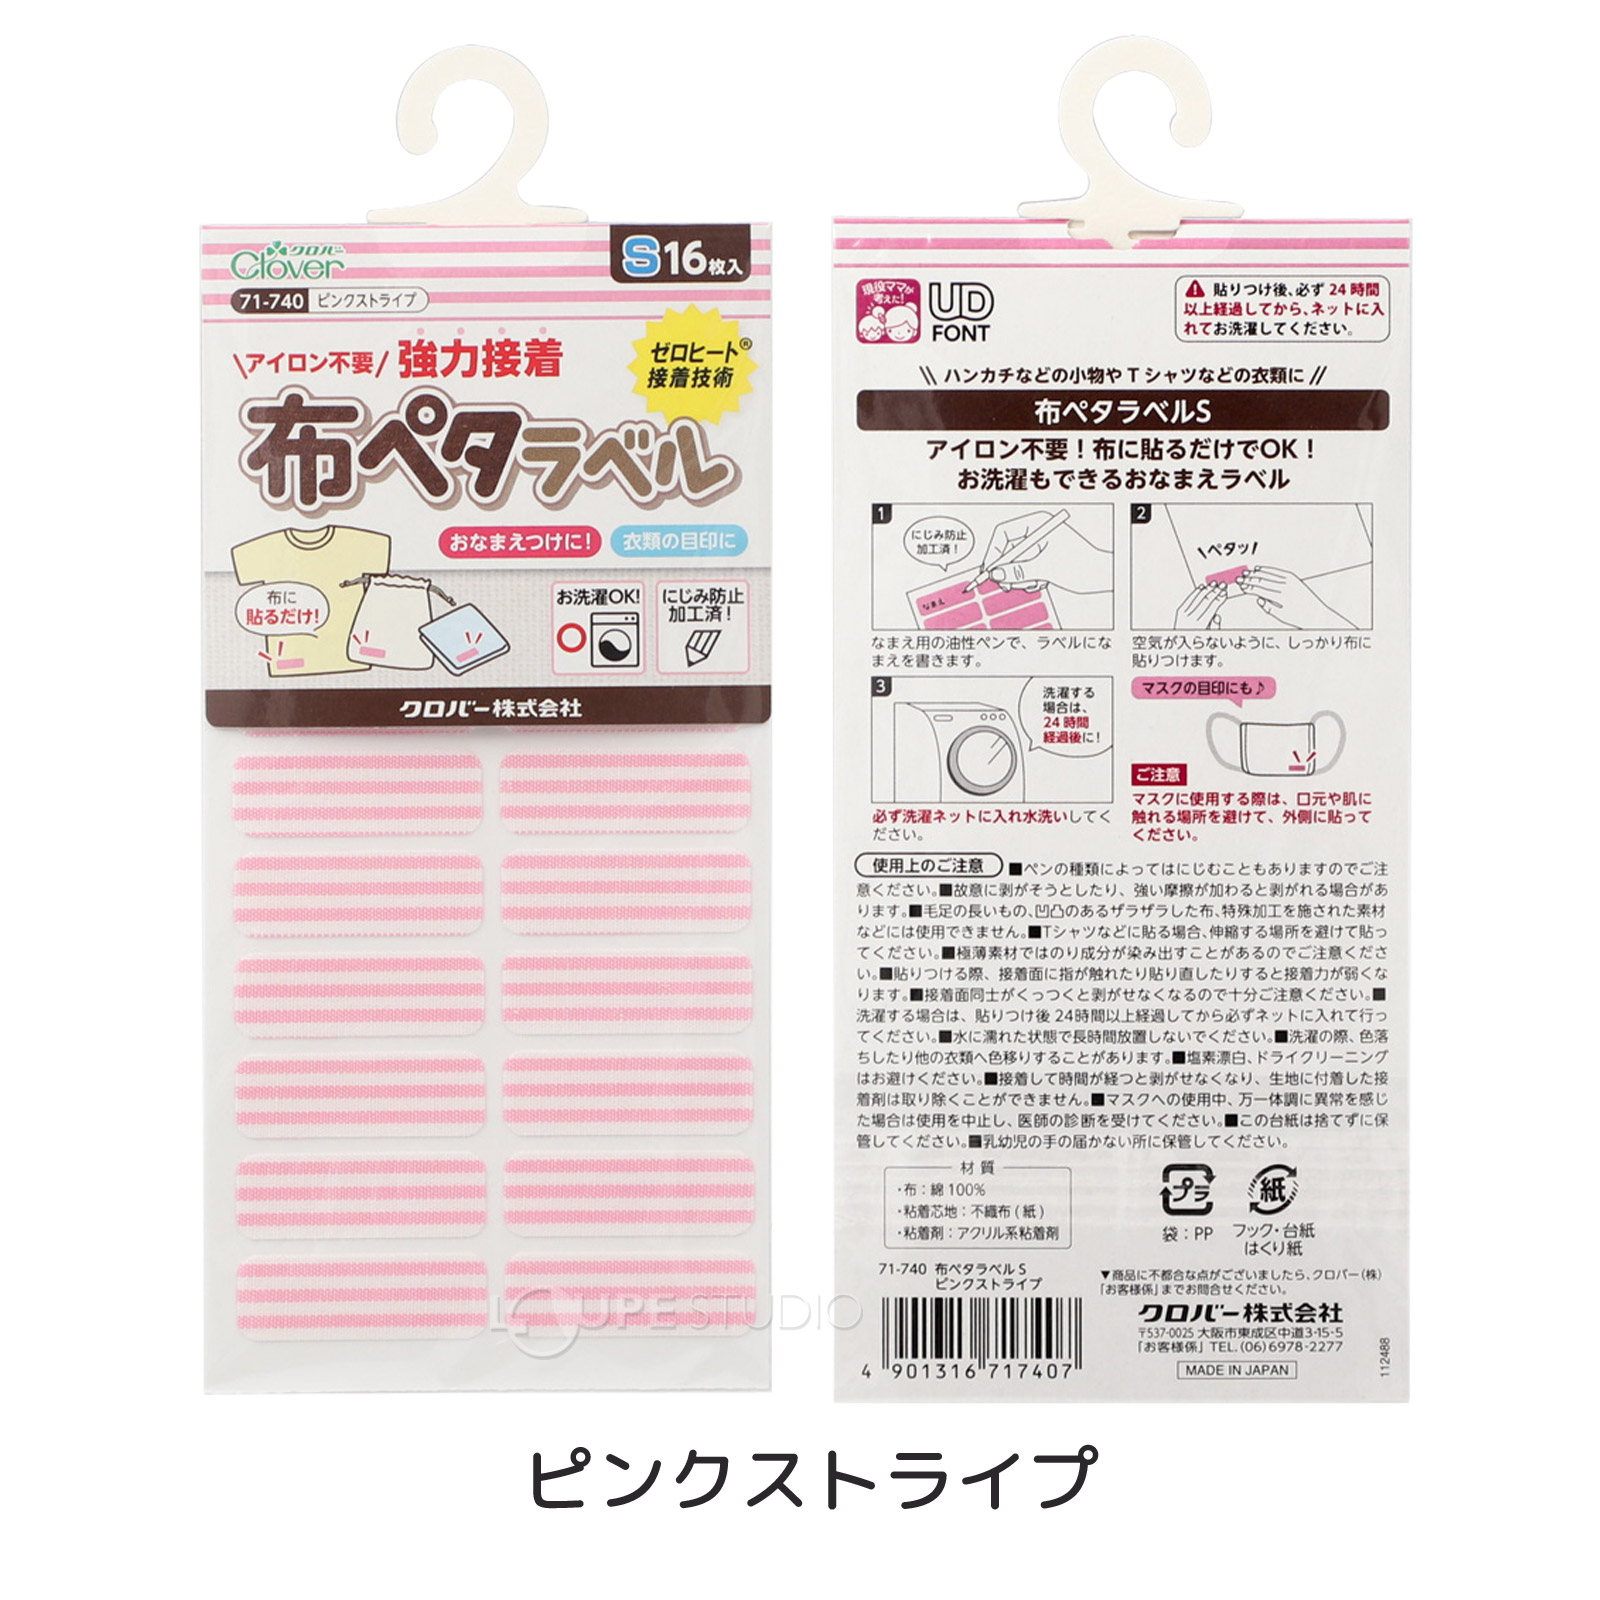 クロバー
Clover
S16枚入
71-740 ピンクストライプ
\アイロン不要/ 強力接着
ゼロヒート®
接着技術
布ペタラベル
おなまえつけに! 衣類の目印に
布に
貼るだけ!
お洗濯OK!
にじみ防止
加工済!
クロバー株式会社
LOUPE STUDIO
現役ママが
考えた!
UD
FONT
貼りつけ後、必ず24時間
以上経過してから、ネットに入
れてお洗濯してください。
\\ ハンカチなどの小物やTシャツなどの衣類に //
布ペタラベルS
アイロン不要!布に貼るだけでOK!
お洗濯もできるおなまえラベル
1
にじみ防止
加工済!
なまえ
なまえ用の油性ペンで、ラベルにな
まえを書きます。
2
\ペタッ!
空気が入らないように、しっかり布に
貼りつけます。
3
洗濯する
場合は、
24時間
経過後に!
必ず洗濯ネットに入れ水洗いしてく
ださい。
マスクの目印にも♪
ご注意
マスクに使用する際は、口元や肌に
触れる場所を避けて、外側に貼って
ください。
使用上のご注意 ■ペンの種類によってはにじむこともありますのでご注
意ください。■故意に剥がそうとしたり、強い摩擦が加わると剥がれる場合があ
ります。■毛足の長いもの、凹凸のあるザラザラした布、特殊加工を施された素材
などには使用できません。■Tシャツなどに貼る場合、伸縮する場所を避けて貼っ
てください。■極薄素材ではのり成分が染み出すことがあるのでご注意くださ
い。■貼りつける際、接着面に指が触れたり貼り直したりすると接着力が弱くな
ります。■接着面同士がくっつくと剥がせなくなるので十分ご注意ください。■
洗濯する場合は、貼りつけ後24時間以上経過してから必ずネットに入れて行っ
てください。■水に濡れた状態で長時間放置しないでください。■洗濯の際、色落
ちしたり他の衣類へ色移りすることがあります。■塩素漂白、ドライクリーニング
はお避けください。■接着して時間が経つと剥がせなくなり、生地に付着した接
着剤は取り除くことができません。■マスクへの使用中、万一体調に異常を感じ
た場合は使用を中止し、医師の診断を受けてください。■この台紙は捨てずに保
管してください。■乳幼児の手の届かない所に保管してください。
材質
・布：綿100%
・粘着芯地：不織布(紙)
・粘着剤：アクリル系粘着剤
プラ
袋：PP
紙
フック・台紙
はくり紙
71-740 布ペタラベルS
ピンクストライプ
4 901316 717407
▼商品に不都合な点がございましたら、クロバー(株)
「お客様係」までお問合せください。
クロバー株式会社
〒537-0025 大阪市東成区中道3-15-5
「お客様係」TEL.(06)6978-2277
MADE IN JAPAN
112488
ピンクストライプ